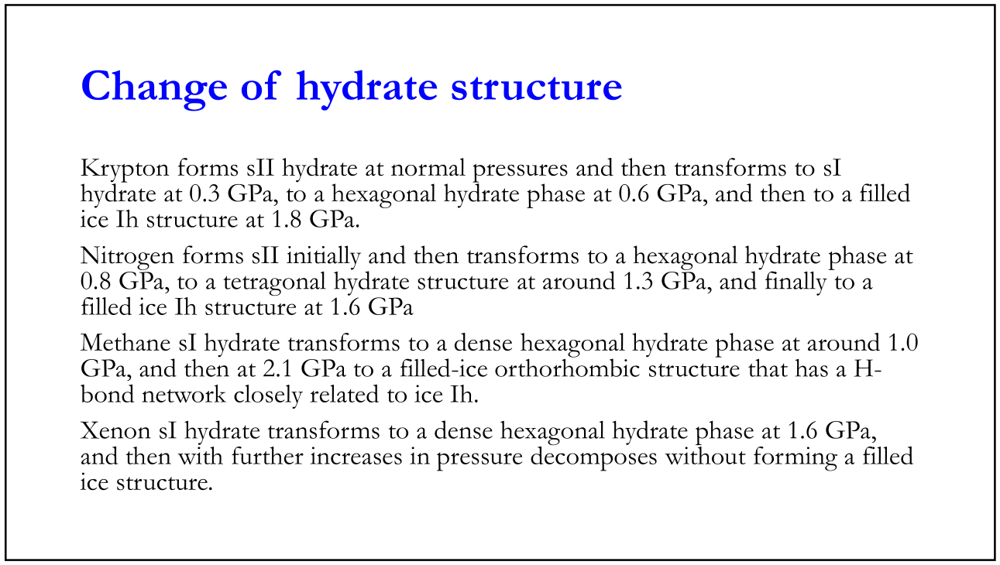 Change of hydrate structure
Krypton forms sII hydrate at normal pressures and then transforms to sI
hydrate at 0.3 GPa, to a hexagonal hydrate phase at 0.6 GPa, and then to a filled
ice Ih structure at 1.8 GPa.
Nitrogen forms sII initially and then transforms to a hexagonal hydrate phase at
0.8 GPa, to a tetragonal hydrate structure at around 1.3 GPa, and finally to a
filled ice Ih structure at 1.6 GPa
Methane sI hydrate transforms to a dense hexagonal hydrate phase at around 1.0
GPa, and then at 2.1 GPa to a filled-ice orthorhombic structure that has a H-
bond network closely related to ice Ih.
Xenon sI hydrate transforms to a dense hexagonal hydrate phase at 1.6 GPa,
and then with further increases in pressure decomposes without forming a filled
ice structure.